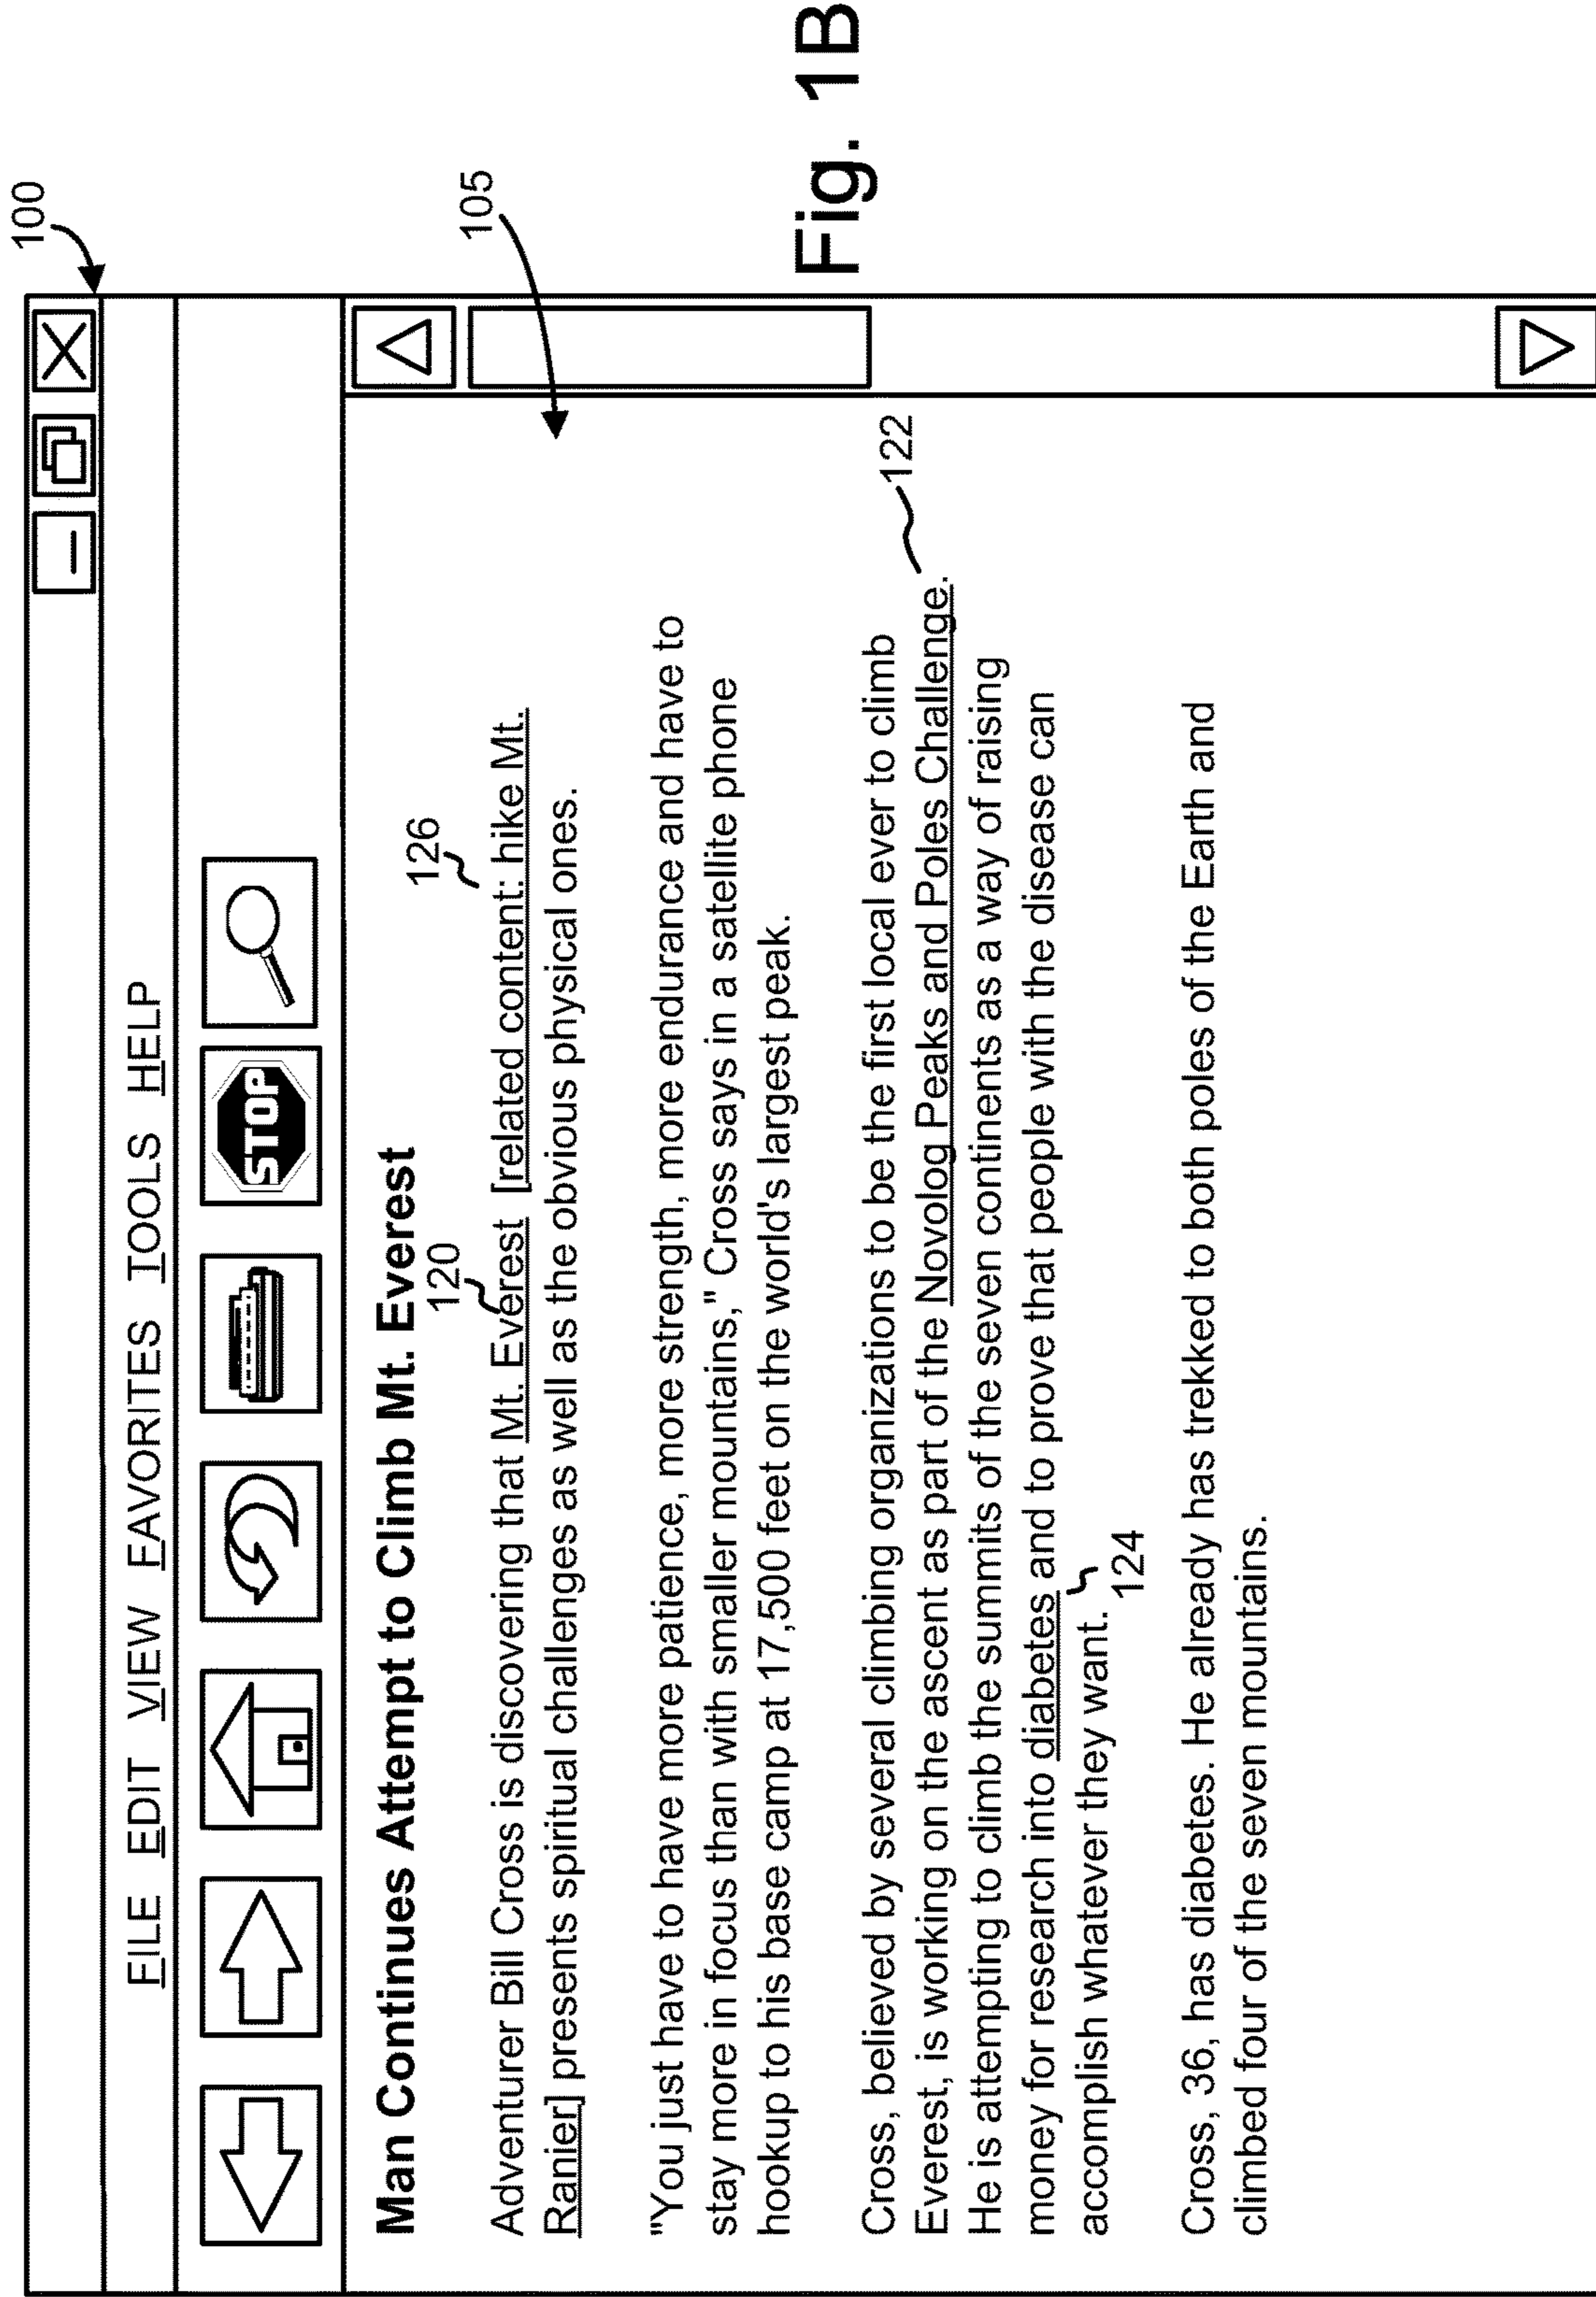 100
FILE EDIT VIEW FAVORITES TOOLS HELP
STOP
Man Continues Attempt to Climb Mt. Everest
105
120
126
Adventurer Bill Cross is discovering that Mt. Everest [related content: hike Mt.
Ranier] presents spiritual challenges as well as the obvious physical ones.
"You just have to have more patience, more strength, more endurance and have to
stay more in focus than with smaller mountains," Cross says in a satellite phone
hookup to his base camp at 17,500 feet on the world's largest peak.
Cross, believed by several climbing organizations to be the first local ever to climb
122
Everest, is working on the ascent as part of the Novolog Peaks and Poles Challenge.
He is attempting to climb the summits of the seven continents as a way of raising
money for research into diabetes and to prove that people with the disease can
accomplish whatever they want.
124
Cross, 36, has diabetes. He already has trekked to both poles of the Earth and
climbed four of the seven mountains.
Fig. 1B